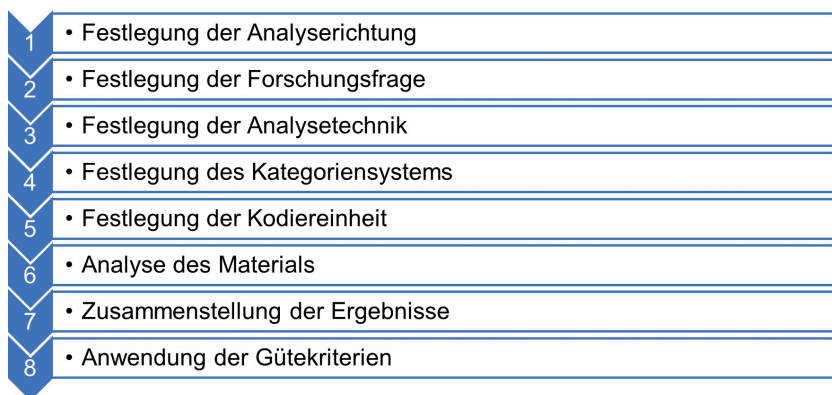 1 • Festlegung der Analyserichtung
2 • Festlegung der Forschungsfrage
3 • Festlegung der Analysetechnik
4 • Festlegung des Kategoriensystems
5 • Festlegung der Kodiereinheit
6 • Analyse des Materials
7 • Zusammenstellung der Ergebnisse
8 • Anwendung der Gütekriterien